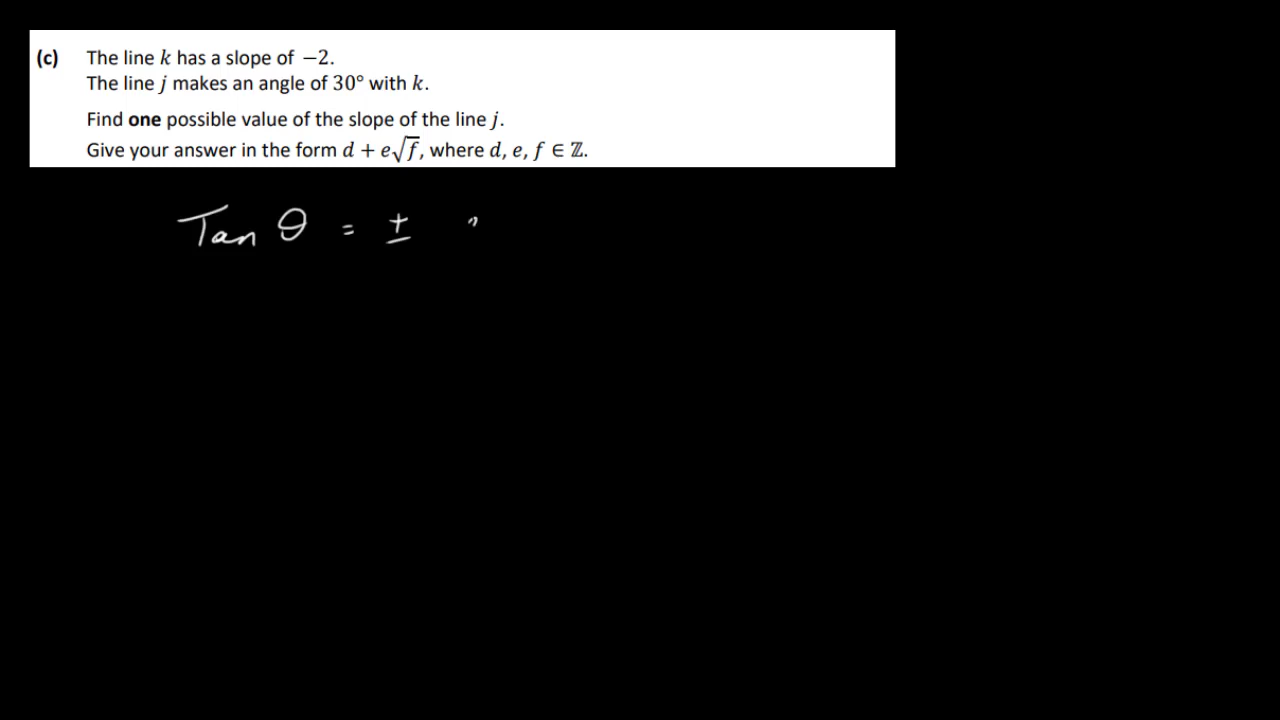 (c) The line k has a slope of −2.
The line j makes an angle of 30° with k.
Find one possible value of the slope of the line j.
Give your answer in the form d + e√f, where d, e, f ∈ ℤ.
Tan θ = ±